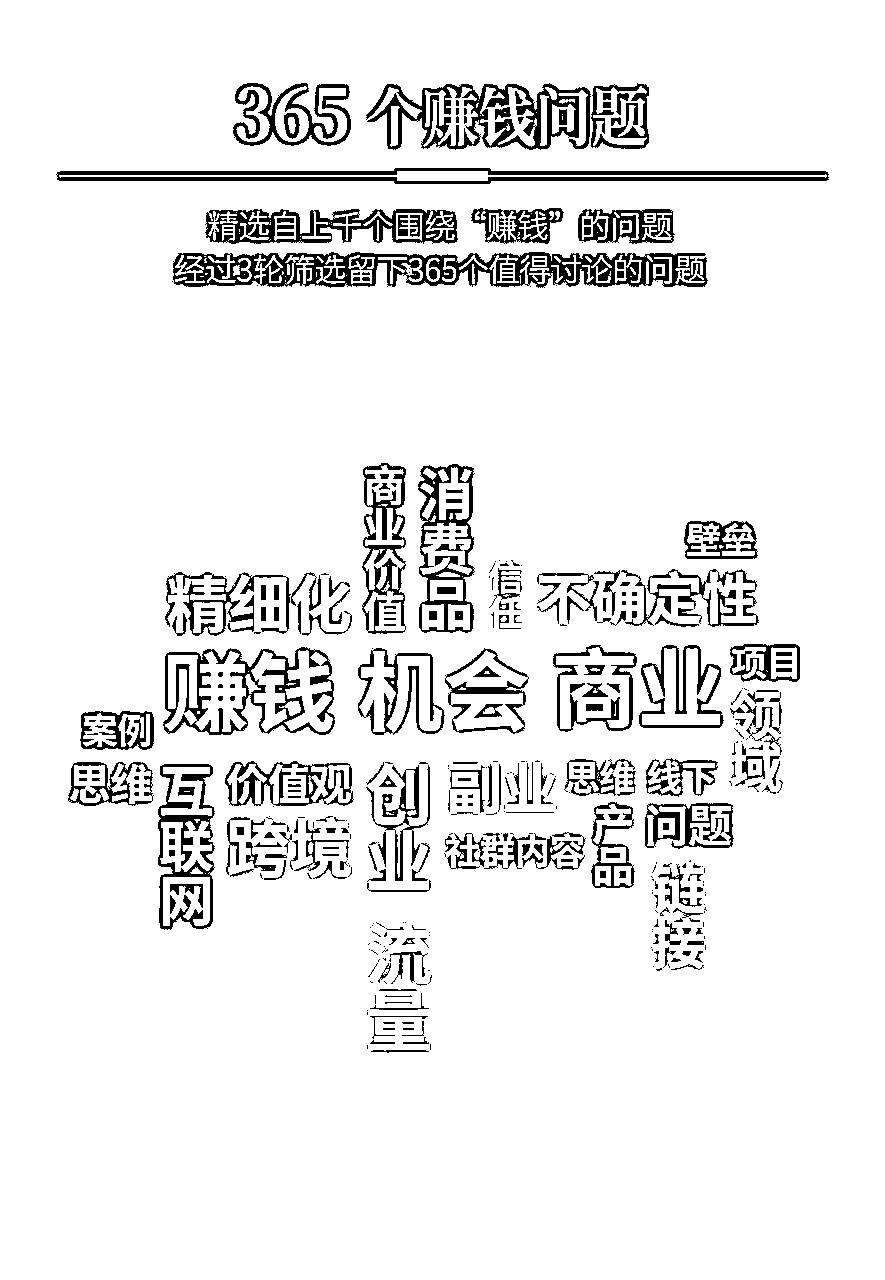 365 个赚钱问题
精选自上千个围绕“赚钱”的问题
经过3轮筛选留下365个值得讨论的问题
商业价值
消费品
壁垒
精细化
信任
不确定性
赚钱 机会 商业
项目
领域
案例
思维
互联网
价值观
创业
副业
思维
线下
跨境
社群内容
产品
问题
链接
流量